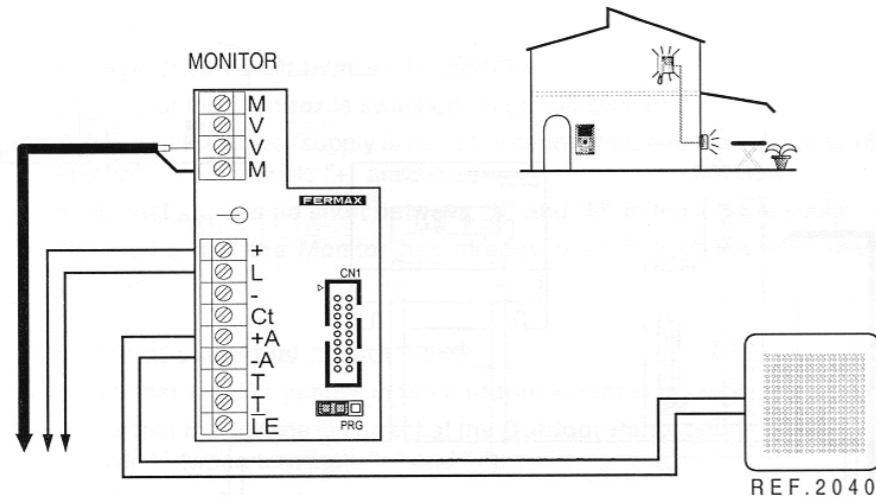 MONITOR
M
V
V
M
FERMAX
+
L
-
Ct
+A
-A
T
T
LE
CN1
PRG
REF.2040